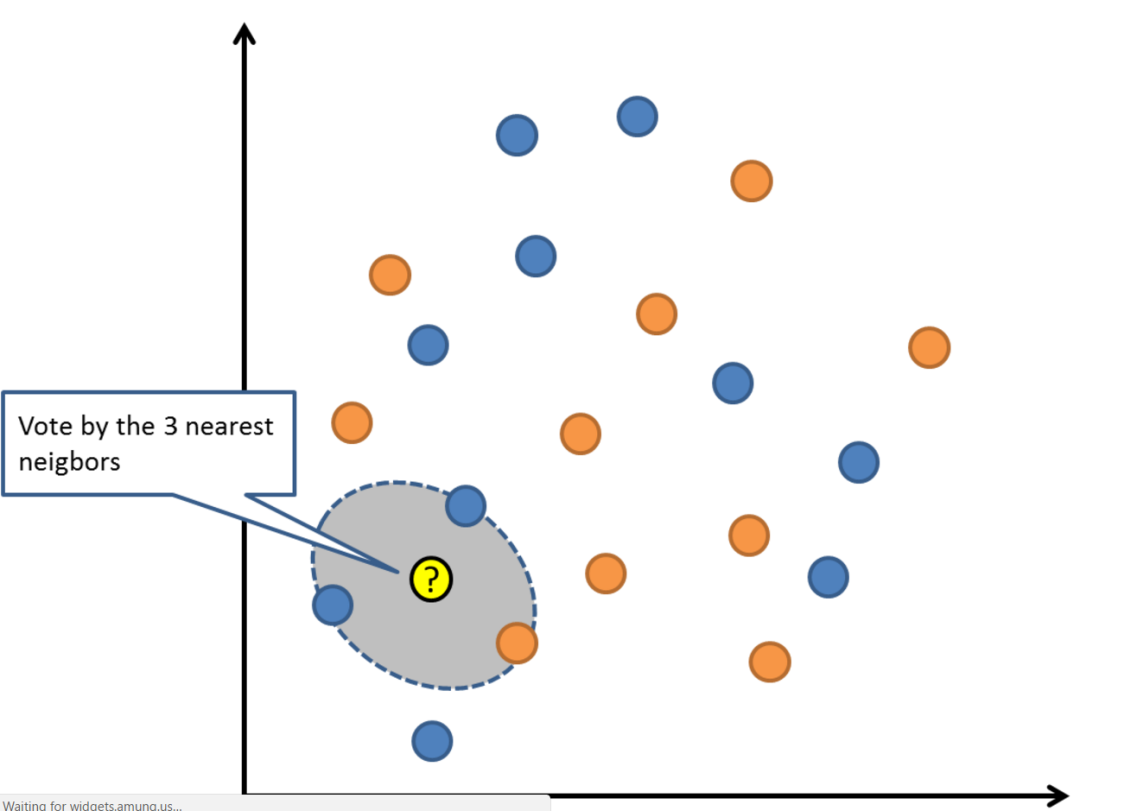 Vote by the 3 nearest
neigbors
?
Waiting for widgets.amung.us...